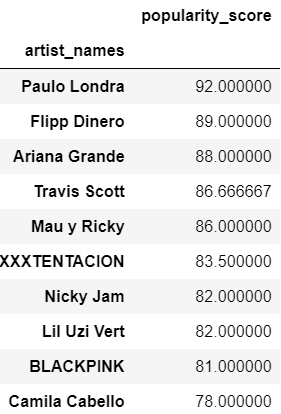 popularity_score
artist_names
Paulo Londra 92.000000
Flipp Dinero 89.000000
Ariana Grande 88.000000
Travis Scott 86.666667
Mau y Ricky 86.000000
XXXTENTACION 83.500000
Nicky Jam 82.000000
Lil Uzi Vert 82.000000
BLACKPINK 81.000000
Camila Cabello 78.000000